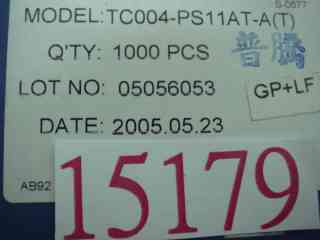 S-0677
MODEL:TC004-PS11AT-A(T)
Q'TY: 1000 PCS 普腾
LOT NO: 05056053
GP+LF
DATE: 2005.05.23
15179
AB92